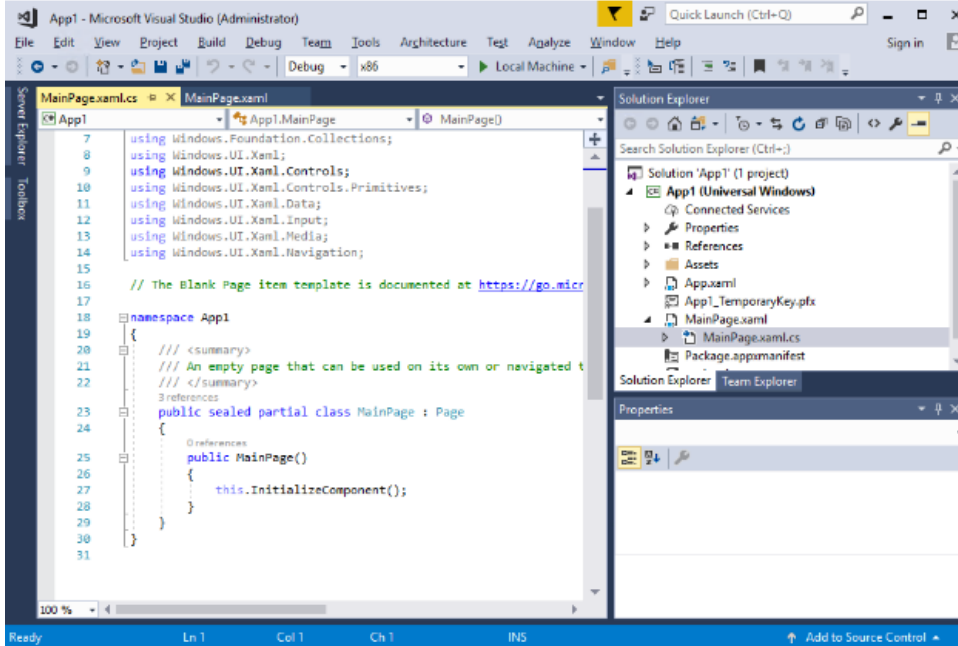 App1 - Microsoft Visual Studio (Administrator)
Quick Launch (Ctrl+Q)
File Edit View Project Build Debug Team Tools Architecture Test Analyze Window Help
Sign in
Debug x86 Local Machine
Server Explorer
Toolbox
MainPage.xaml.cs MainPage.xaml
App1 App1.MainPage MainPage()
7 using Windows.Foundation.Collections;
8 using Windows.UI.Xaml;
9 using Windows.UI.Xaml.Controls;
10 using Windows.UI.Xaml.Controls.Primitives;
11 using Windows.UI.Xaml.Data;
12 using Windows.UI.Xaml.Input;
13 using Windows.UI.Xaml.Media;
14 using Windows.UI.Xaml.Navigation;
15
16 // The Blank Page item template is documented at https://go.micr
17
18 namespace App1
19 {
20 /// <summary>
21 /// An empty page that can be used on its own or navigated t
22 /// </summary>
3 references
23 public sealed partial class MainPage : Page
24 {
0 references
25 public MainPage()
26 {
27 this.InitializeComponent();
28 }
29 }
30 }
31
100 %
Solution Explorer
Search Solution Explorer (Ctrl+;)
Solution 'App1' (1 project)
App1 (Universal Windows)
Connected Services
Properties
References
Assets
App.xaml
App1_TemporaryKey.pfx
MainPage.xaml
MainPage.xaml.cs
Package.appxmanifest
Solution Explorer Team Explorer
Properties
Ready Ln 1 Col 1 Ch 1 INS Add to Source Control